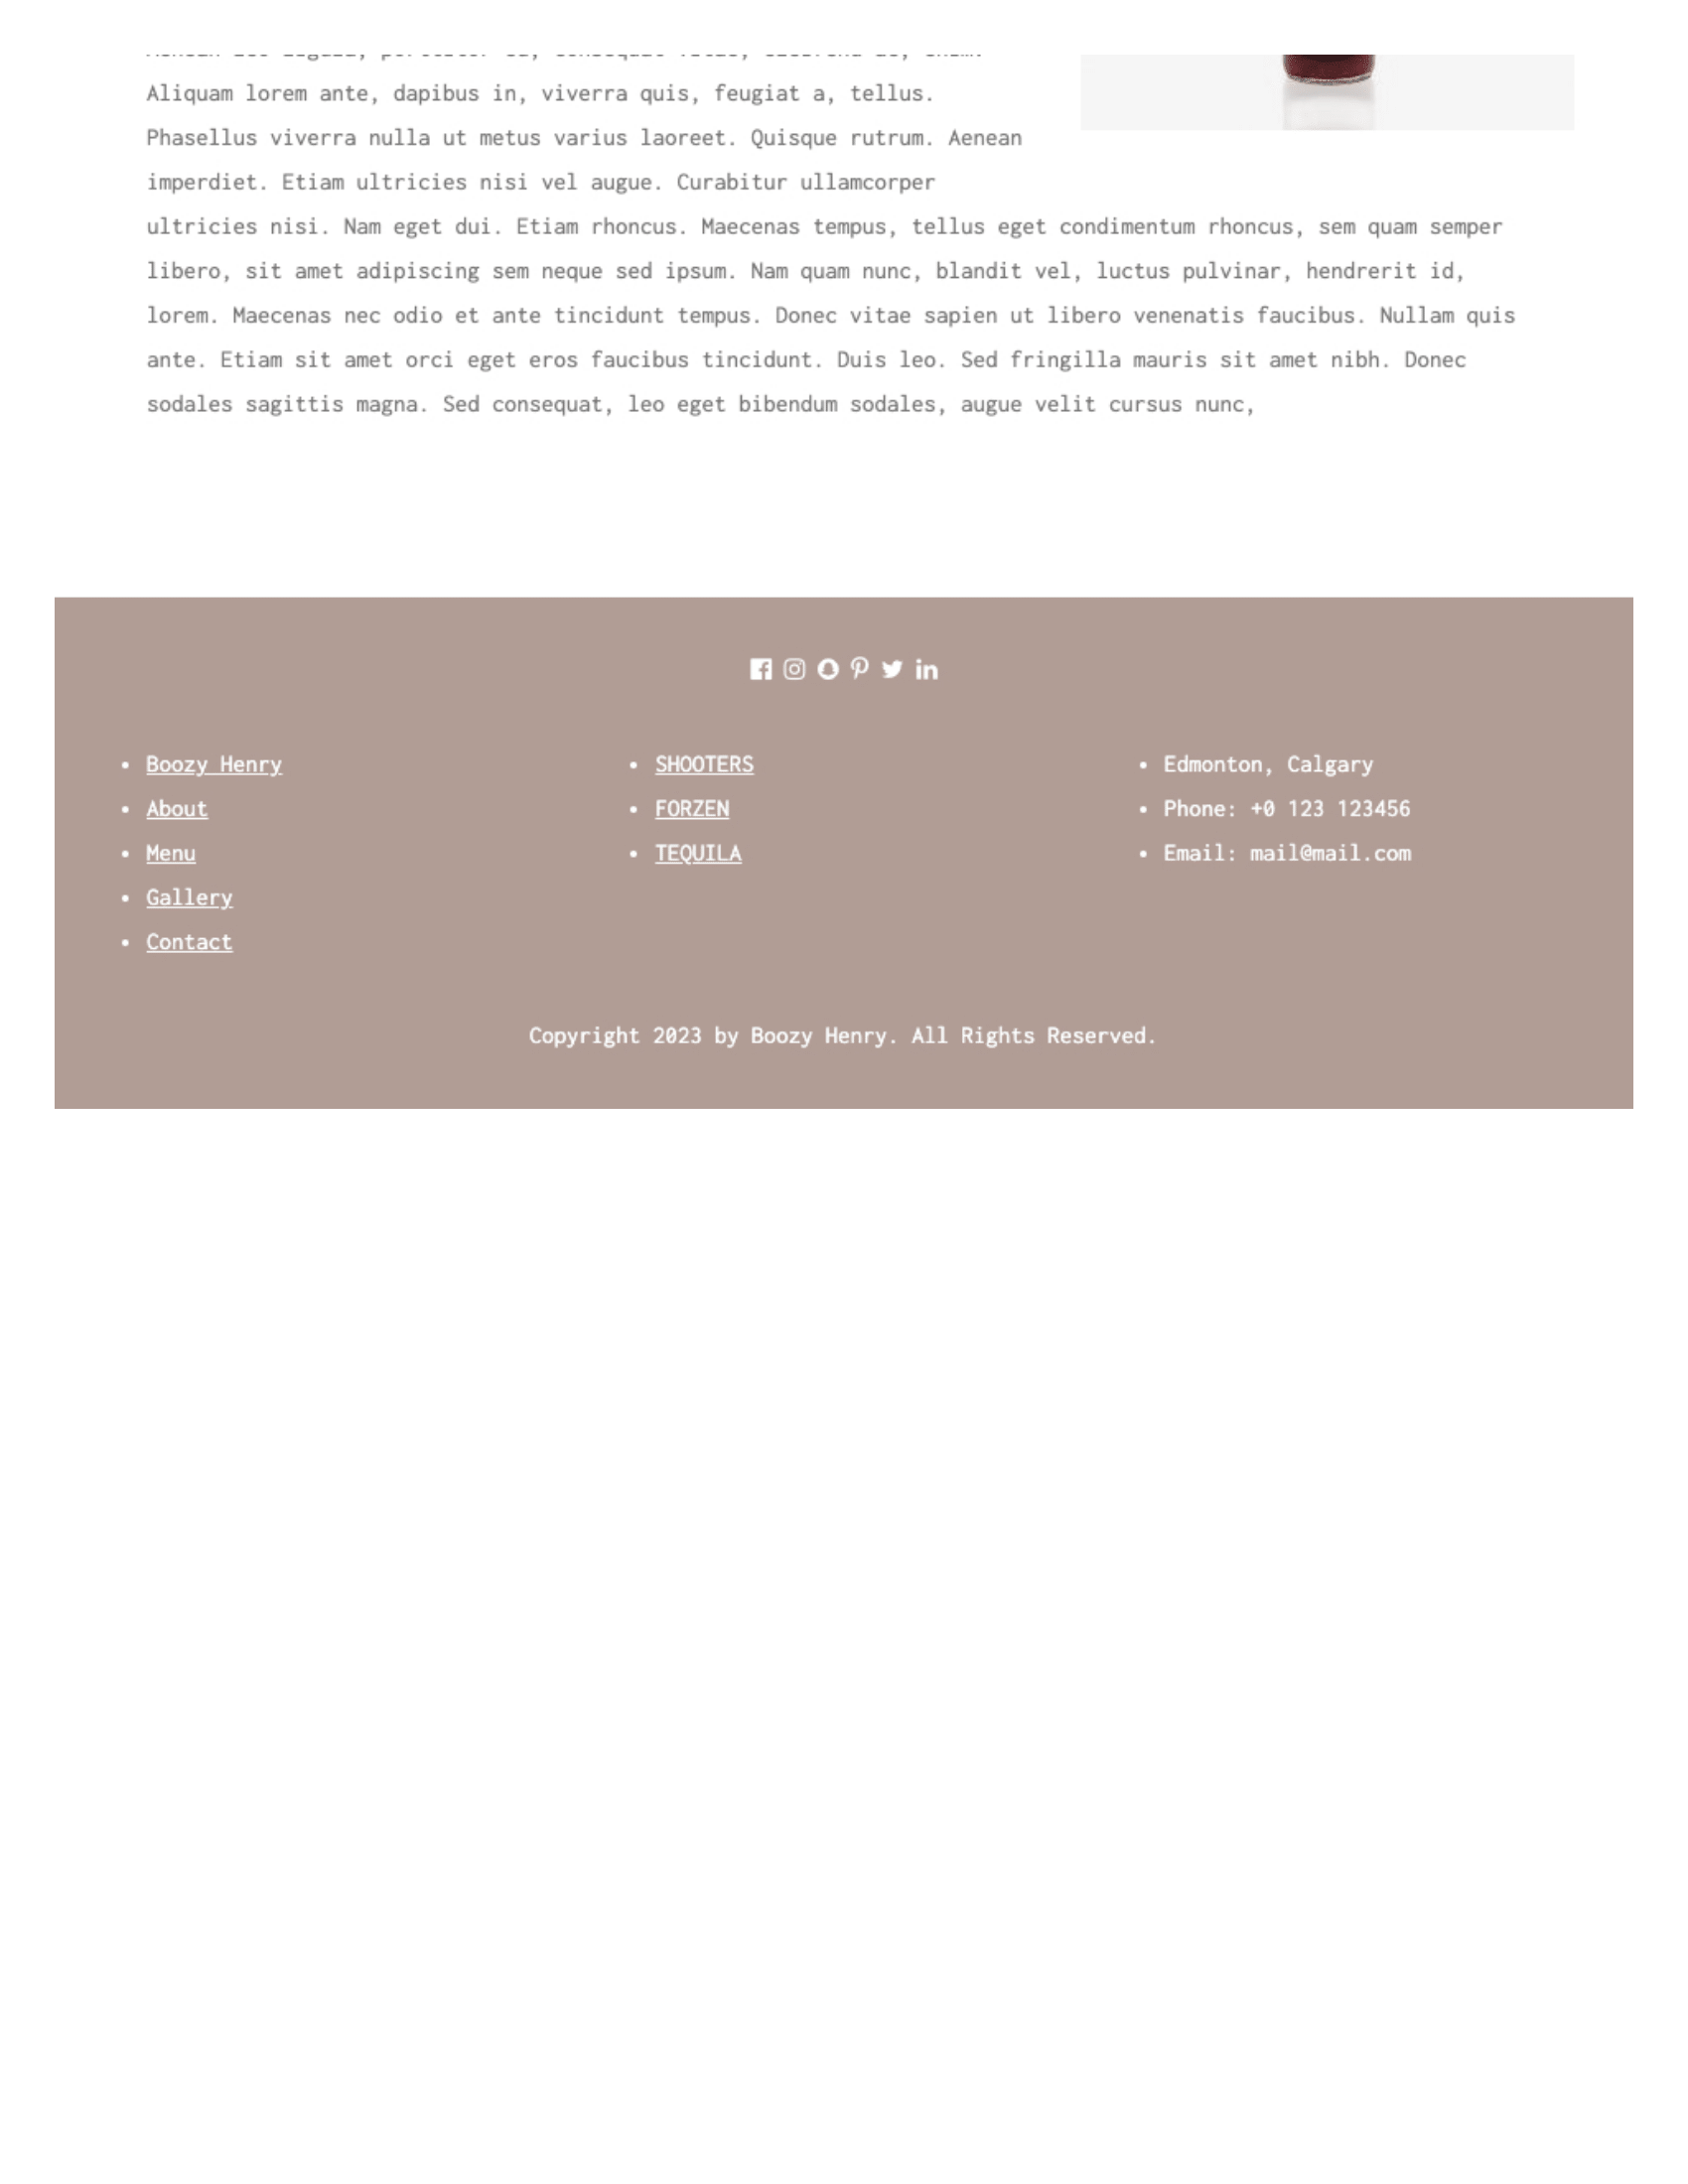 Aliquam lorem ante, dapibus in, viverra quis, feugiat a, tellus.
Phasellus viverra nulla ut metus varius laoreet. Quisque rutrum. Aenean
imperdiet. Etiam ultricies nisi vel augue. Curabitur ullamcorper
ultricies nisi. Nam eget dui. Etiam rhoncus. Maecenas tempus, tellus eget condimentum rhoncus, sem quam semper
libero, sit amet adipiscing sem neque sed ipsum. Nam quam nunc, blandit vel, luctus pulvinar, hendrerit id,
lorem. Maecenas nec odio et ante tincidunt tempus. Donec vitae sapien ut libero venenatis faucibus. Nullam quis
ante. Etiam sit amet orci eget eros faucibus tincidunt. Duis leo. Sed fringilla mauris sit amet nibh. Donec
sodales sagittis magna. Sed consequat, leo eget bibendum sodales, augue velit cursus nunc,
Boozy Henry
About
Menu
Gallery
Contact
SHOOTERS
FORZEN
TEQUILA
Edmonton, Calgary
Phone: +0 123 123456
Email: mail@mail.com
Copyright 2023 by Boozy Henry. All Rights Reserved.